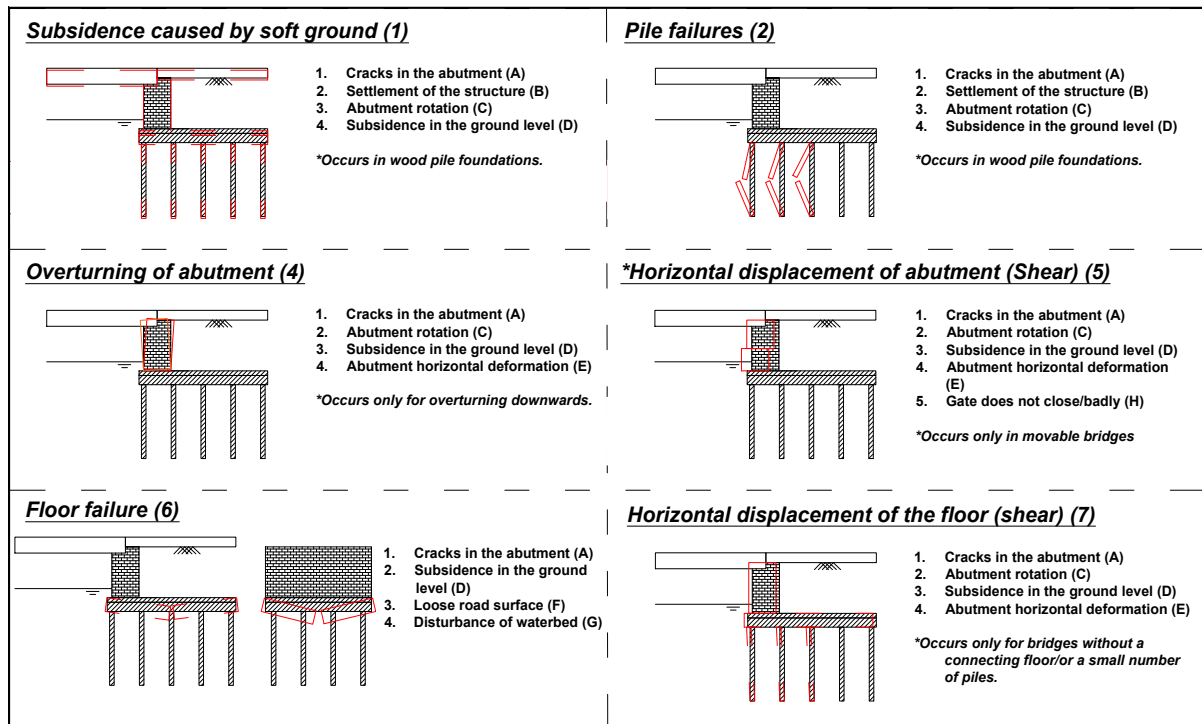 Subsidence caused by soft ground (1)
1. Cracks in the abutment (A)
2. Settlement of the structure (B)
3. Abutment rotation (C)
4. Subsidence in the ground level (D)
*Occurs in wood pile foundations.
Pile failures (2)
1. Cracks in the abutment (A)
2. Settlement of the structure (B)
3. Abutment rotation (C)
4. Subsidence in the ground level (D)
*Occurs in wood pile foundations.
Overturning of abutment (4)
1. Cracks in the abutment (A)
2. Abutment rotation (C)
3. Subsidence in the ground level (D)
4. Abutment horizontal deformation (E)
*Occurs only for overturning downwards.
*Horizontal displacement of abutment (Shear) (5)
1. Cracks in the abutment (A)
2. Abutment rotation (C)
3. Subsidence in the ground level (D)
4. Abutment horizontal deformation
(E)
5. Gate does not close/badly (H)
*Occurs only in movable bridges
Floor failure (6)
1. Cracks in the abutment (A)
2. Subsidence in the ground
level (D)
3. Loose road surface (F)
4. Disturbance of waterbed (G)
Horizontal displacement of the floor (shear) (7)
1. Cracks in the abutment (A)
2. Abutment rotation (C)
3. Subsidence in the ground level (D)
4. Abutment horizontal deformation (E)
*Occurs only for bridges without a
connecting floor/or a small number
of piles.